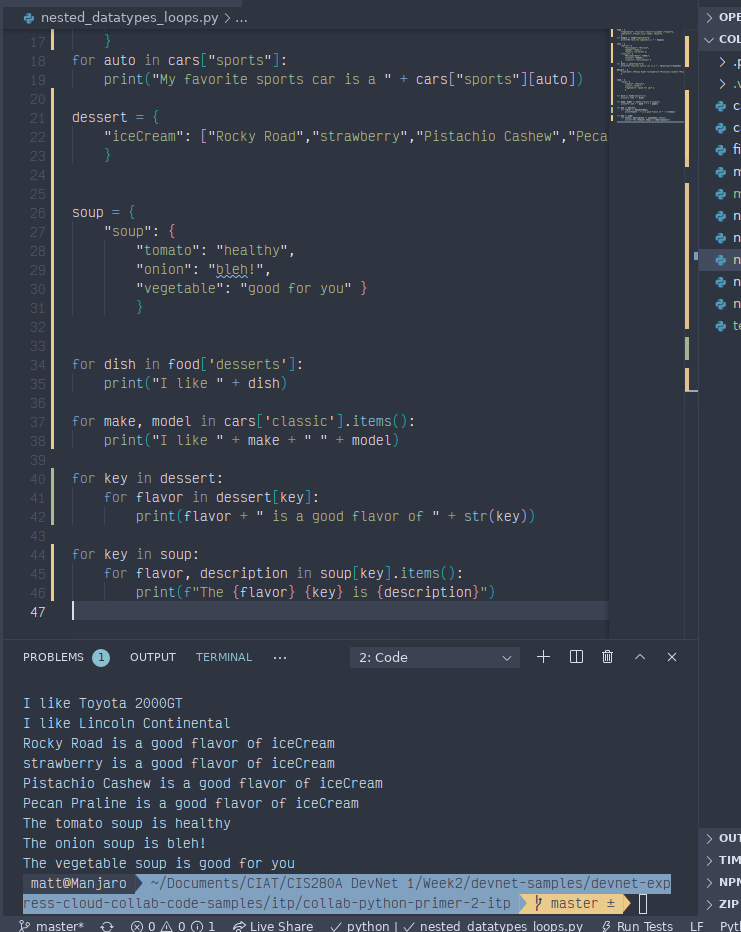 nested_datatypes_loops.py > ...
17 }
18 for auto in cars["sports"]:
19 print("My favorite sports car is a " + cars["sports"][auto])
20
21 dessert = {
22 "iceCream": ["Rocky Road","strawberry","Pistachio Cashew","Peca
23 }
24
25
26 soup = {
27 "soup": {
28 "tomato": "healthy",
29 "onion": "bleh!",
30 "vegetable": "good for you" }
31 }
32
33
34 for dish in food['desserts']:
35 print("I like " + dish)
36
37 for make, model in cars['classic'].items():
38 print("I like " + make + " " + model)
39
40 for key in dessert:
41 for flavor in dessert[key]:
42 print(flavor + " is a good flavor of " + str(key))
43
44 for key in soup:
45 for flavor, description in soup[key].items():
46 print(f"The {flavor} {key} is {description}")
47
> OPE
COL
> .p
> .v
c
c
fi
m
m
n
n
n
n
n
te
PROBLEMS 1 OUTPUT TERMINAL ... 2: Code
I like Toyota 2000GT
I like Lincoln Continental
Rocky Road is a good flavor of iceCream
strawberry is a good flavor of iceCream
Pistachio Cashew is a good flavor of iceCream
Pecan Praline is a good flavor of iceCream
The tomato soup is healthy
The onion soup is bleh!
The vegetable soup is good for you
matt@Manjaro ~/Documents/CIAT/CIS280A DevNet 1/Week2/devnet-samples/devnet-exp
ress-cloud-collab-code-samples/itp/collab-python-primer-2-itp master ±
> OUT
> TIM
> NPN
> ZIP
master* 0 0 1 Live Share python | nested_datatypes_loops.py Run Tests LF Pyt